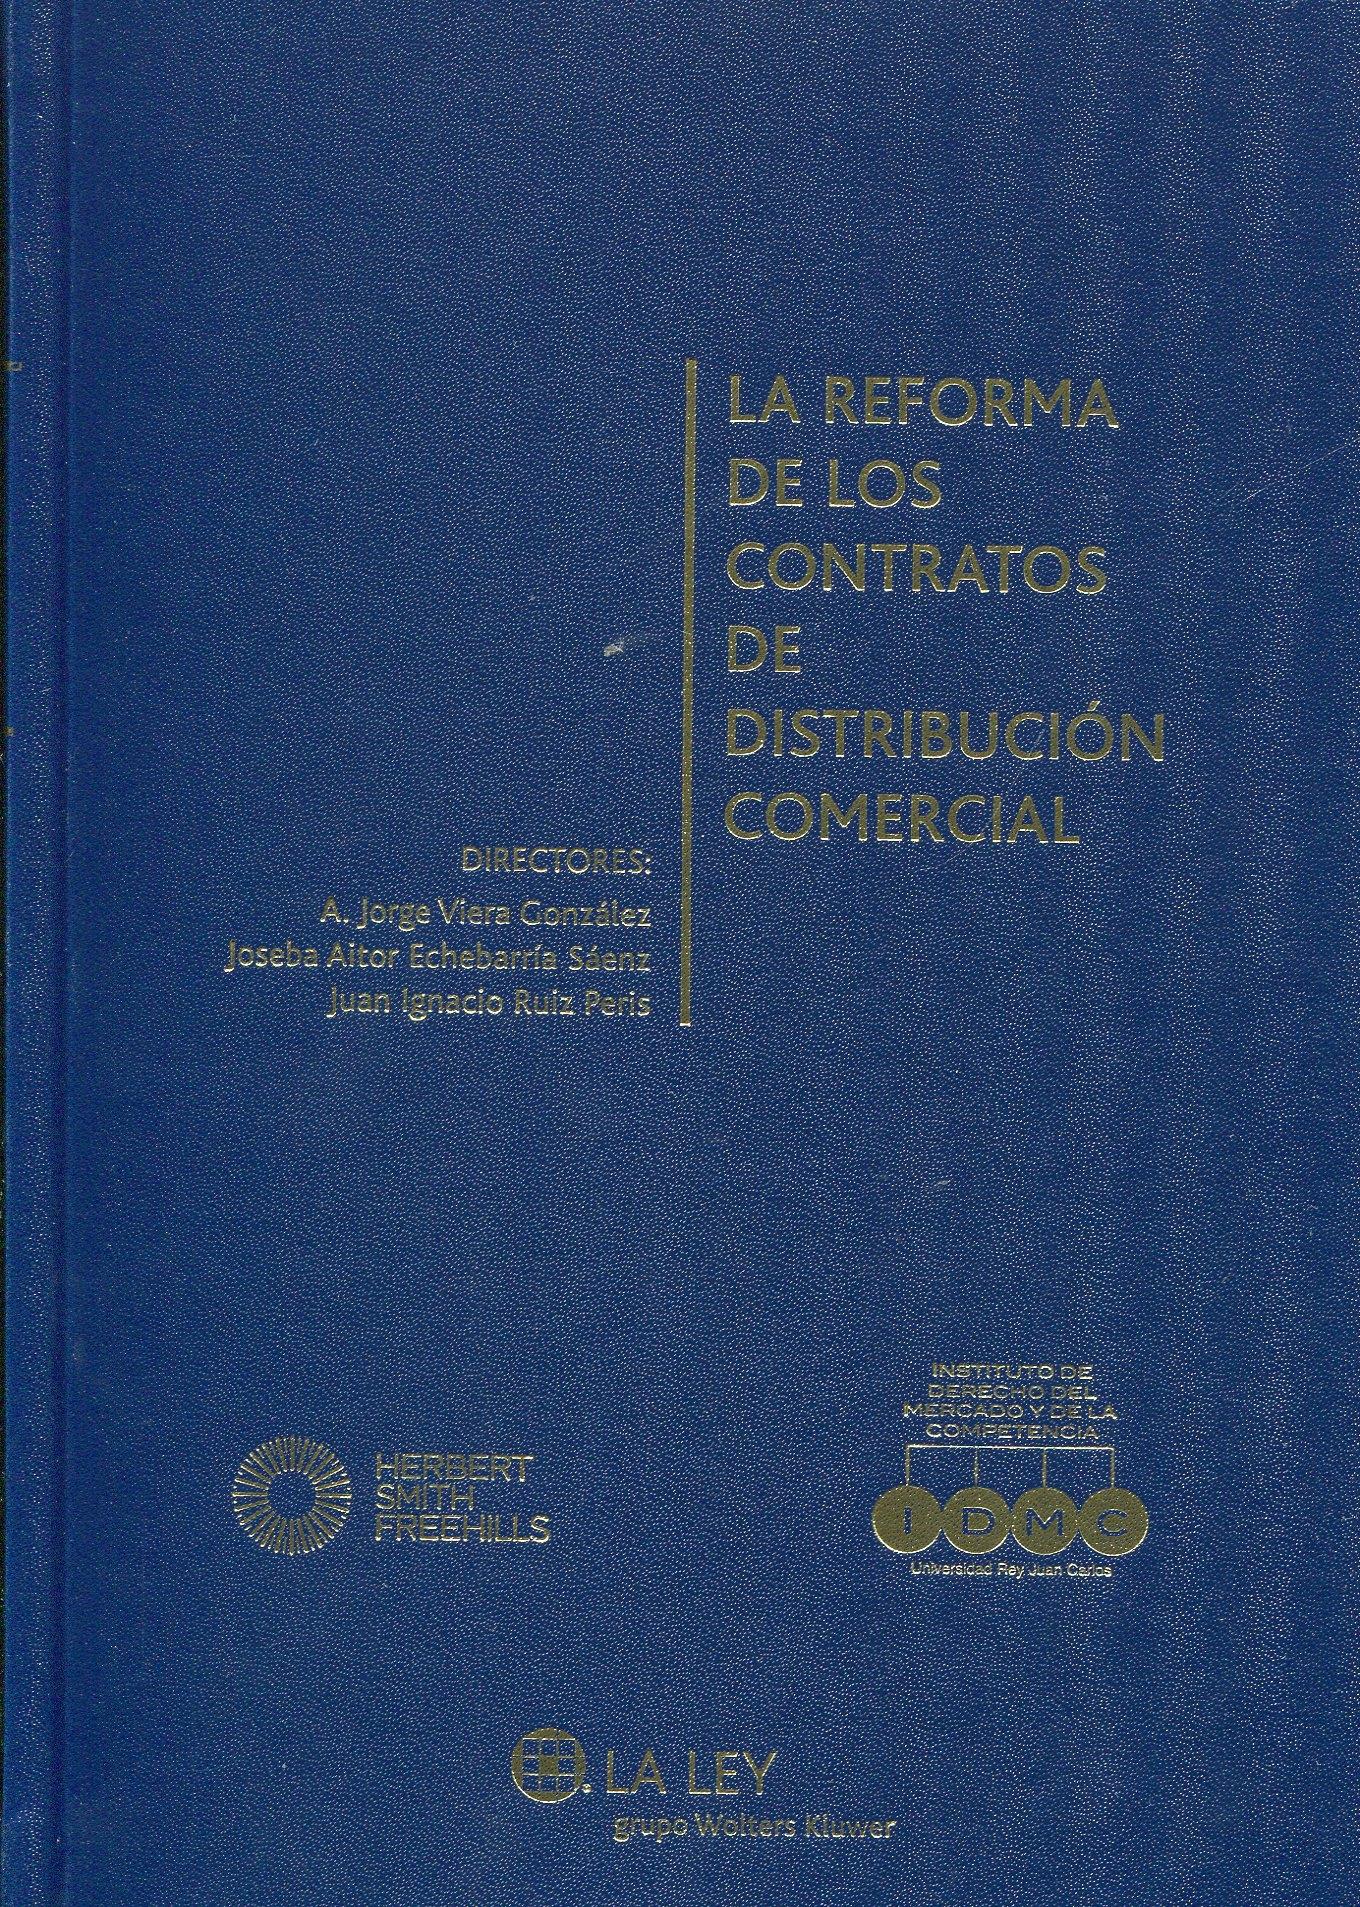 LA REFORMA
DE LOS
CONTRATOS
DE
DISTRIBUCIÓN
COMERCIAL
DIRECTORES:
A. Jorge Viera González
Joseba Aitor Echebarría Sáenz
Juan Ignacio Ruiz Peris
HERBERT
SMITH
FREEHILLS
INSTITUTO DE
DERECHO DEL
MERCADO Y DE LA
COMPETENCIA
IDMC
Universidad Rey Juan Carlos
LA LEY
grupo Wolters Kluwer